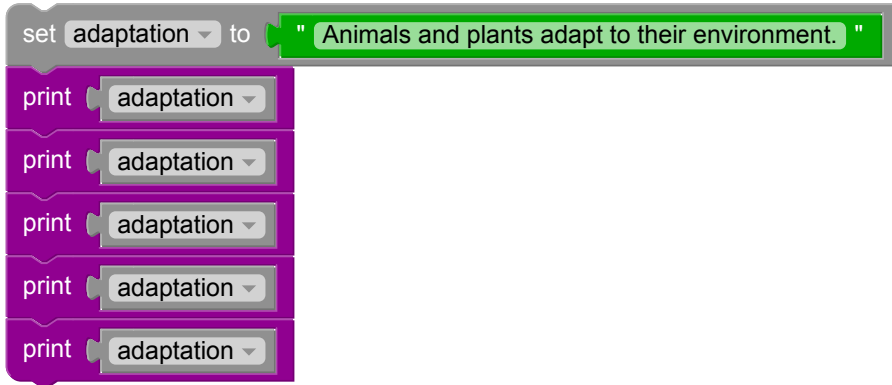 set adaptation to " Animals and plants adapt to their environment. "
print adaptation
print adaptation
print adaptation
print adaptation
print adaptation